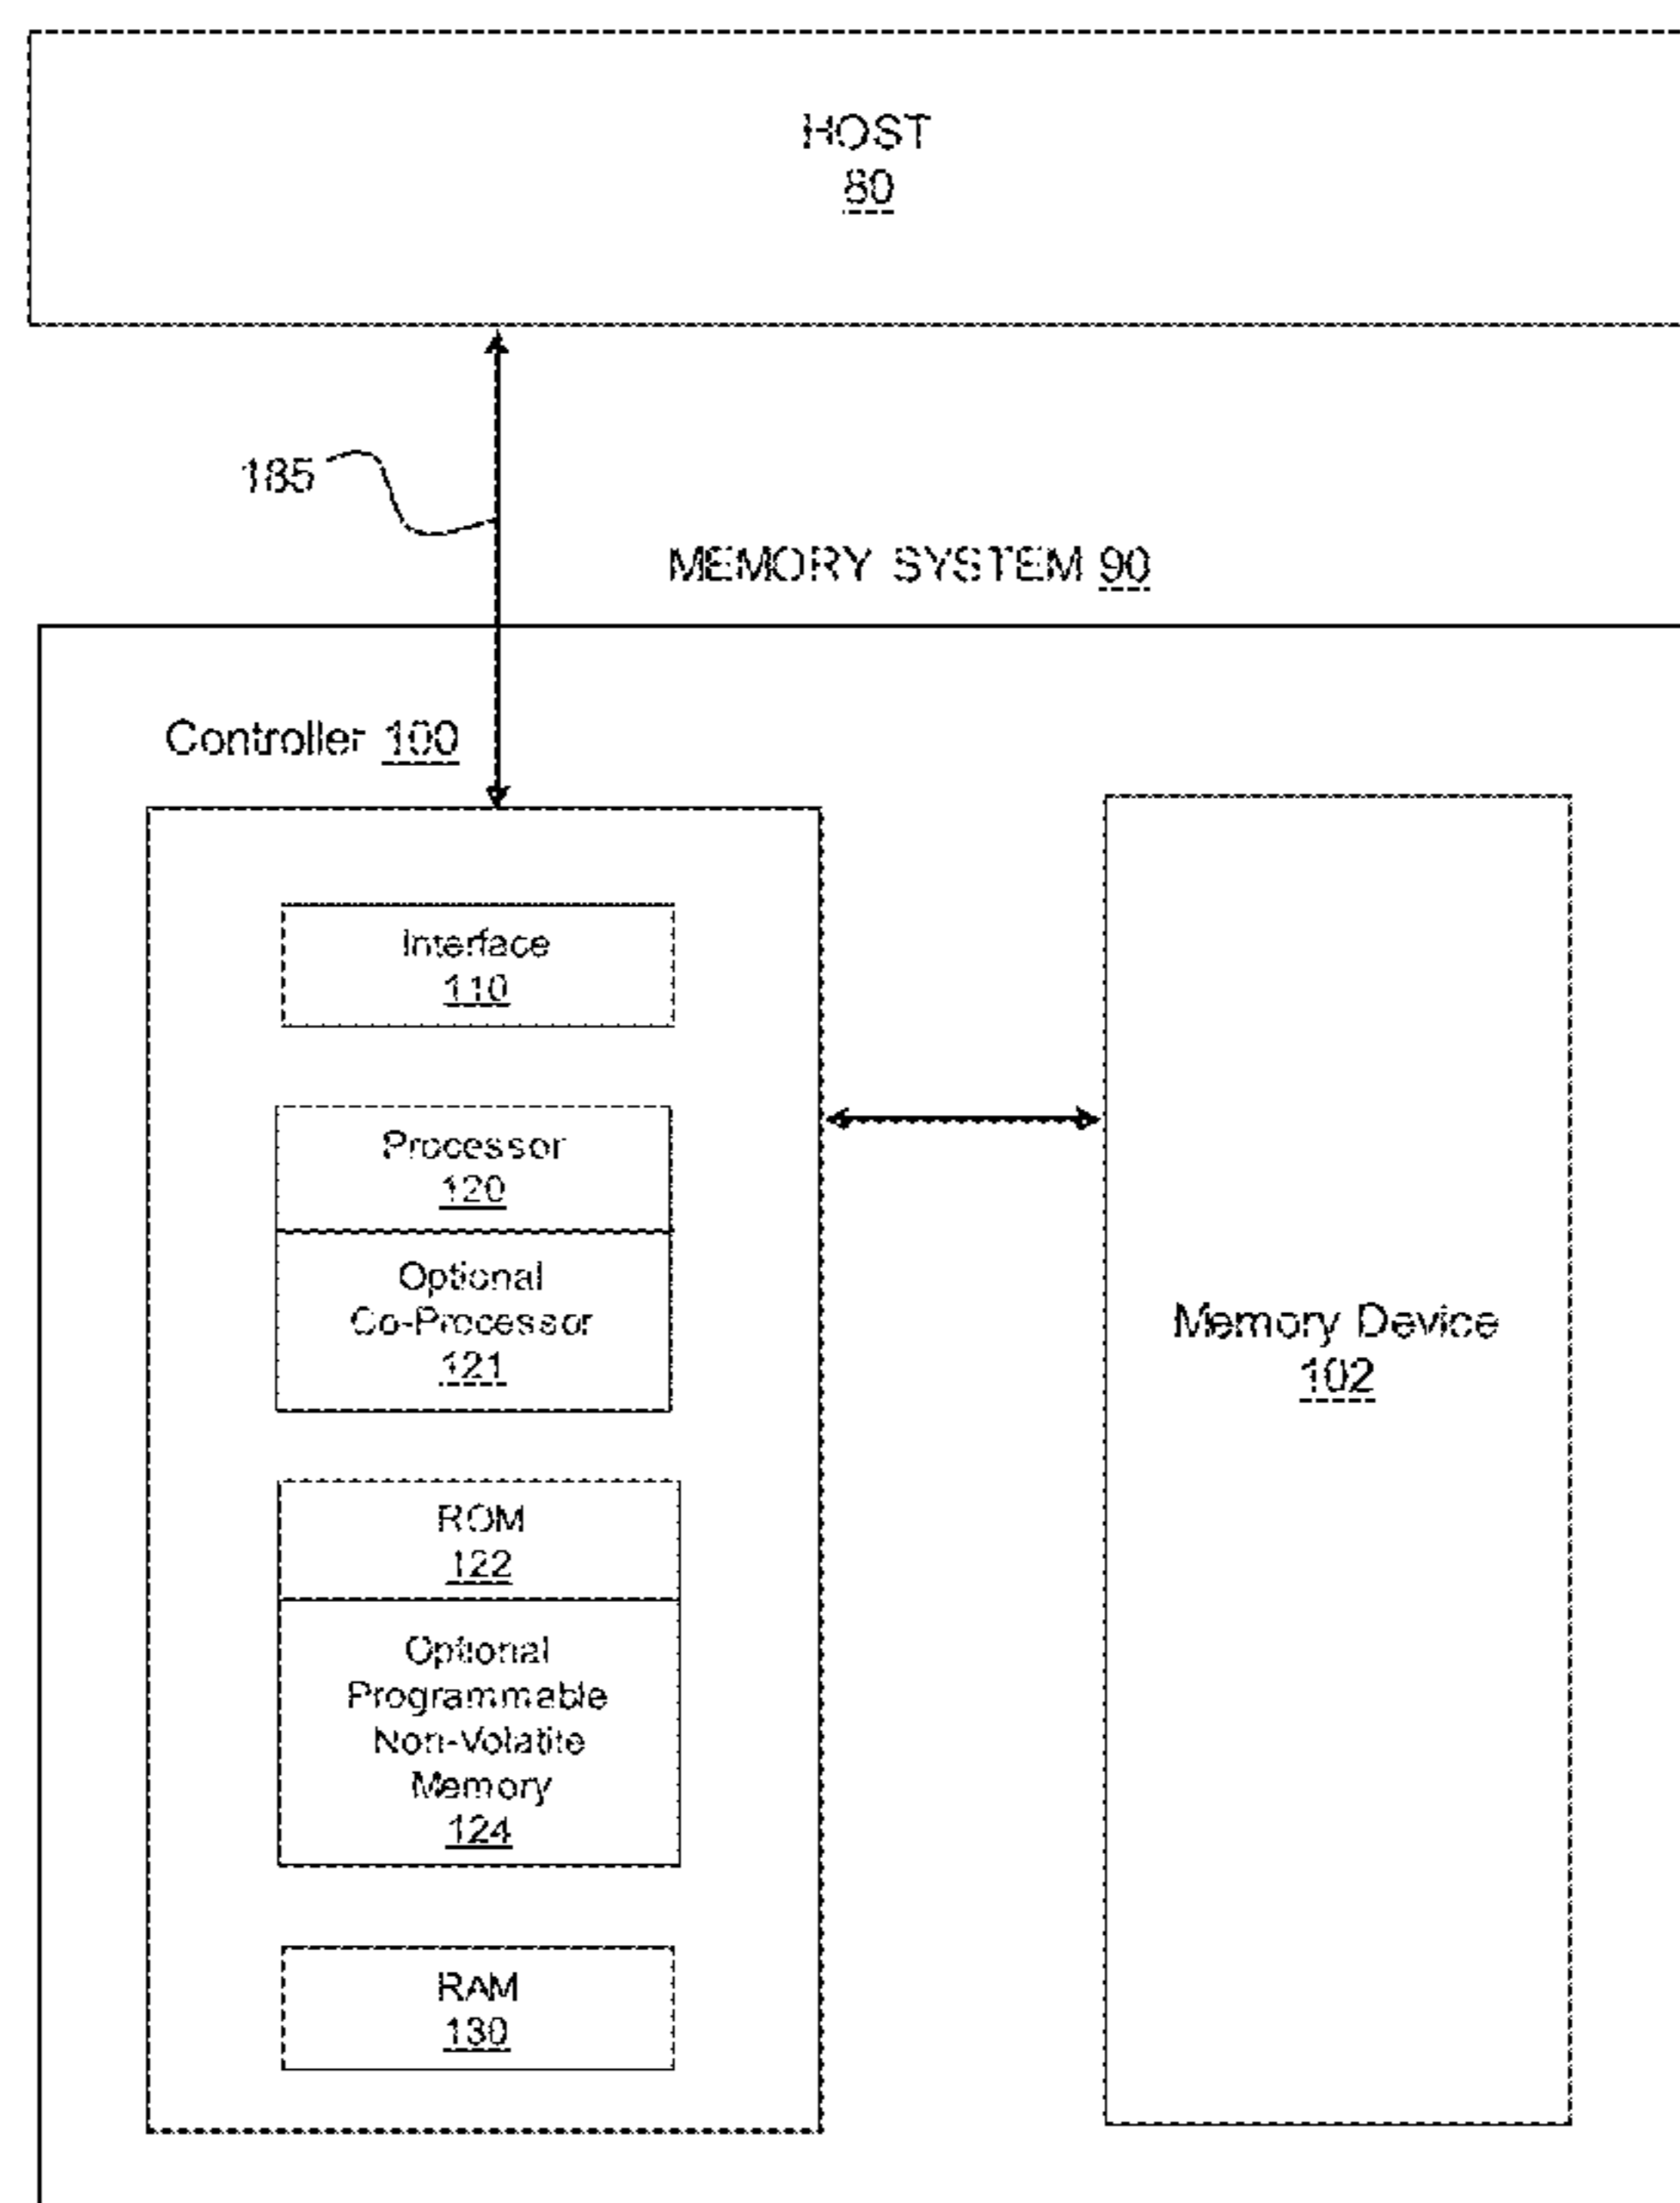 HOST
80
185
MEMORY SYSTEM 90
Controller 100
Interface
110
Processor
120
Optional
Co-Processor
121
ROM
122
Optional
Programmable
Non-Volatite
Memory
124
RAM
130
Memory Device
102